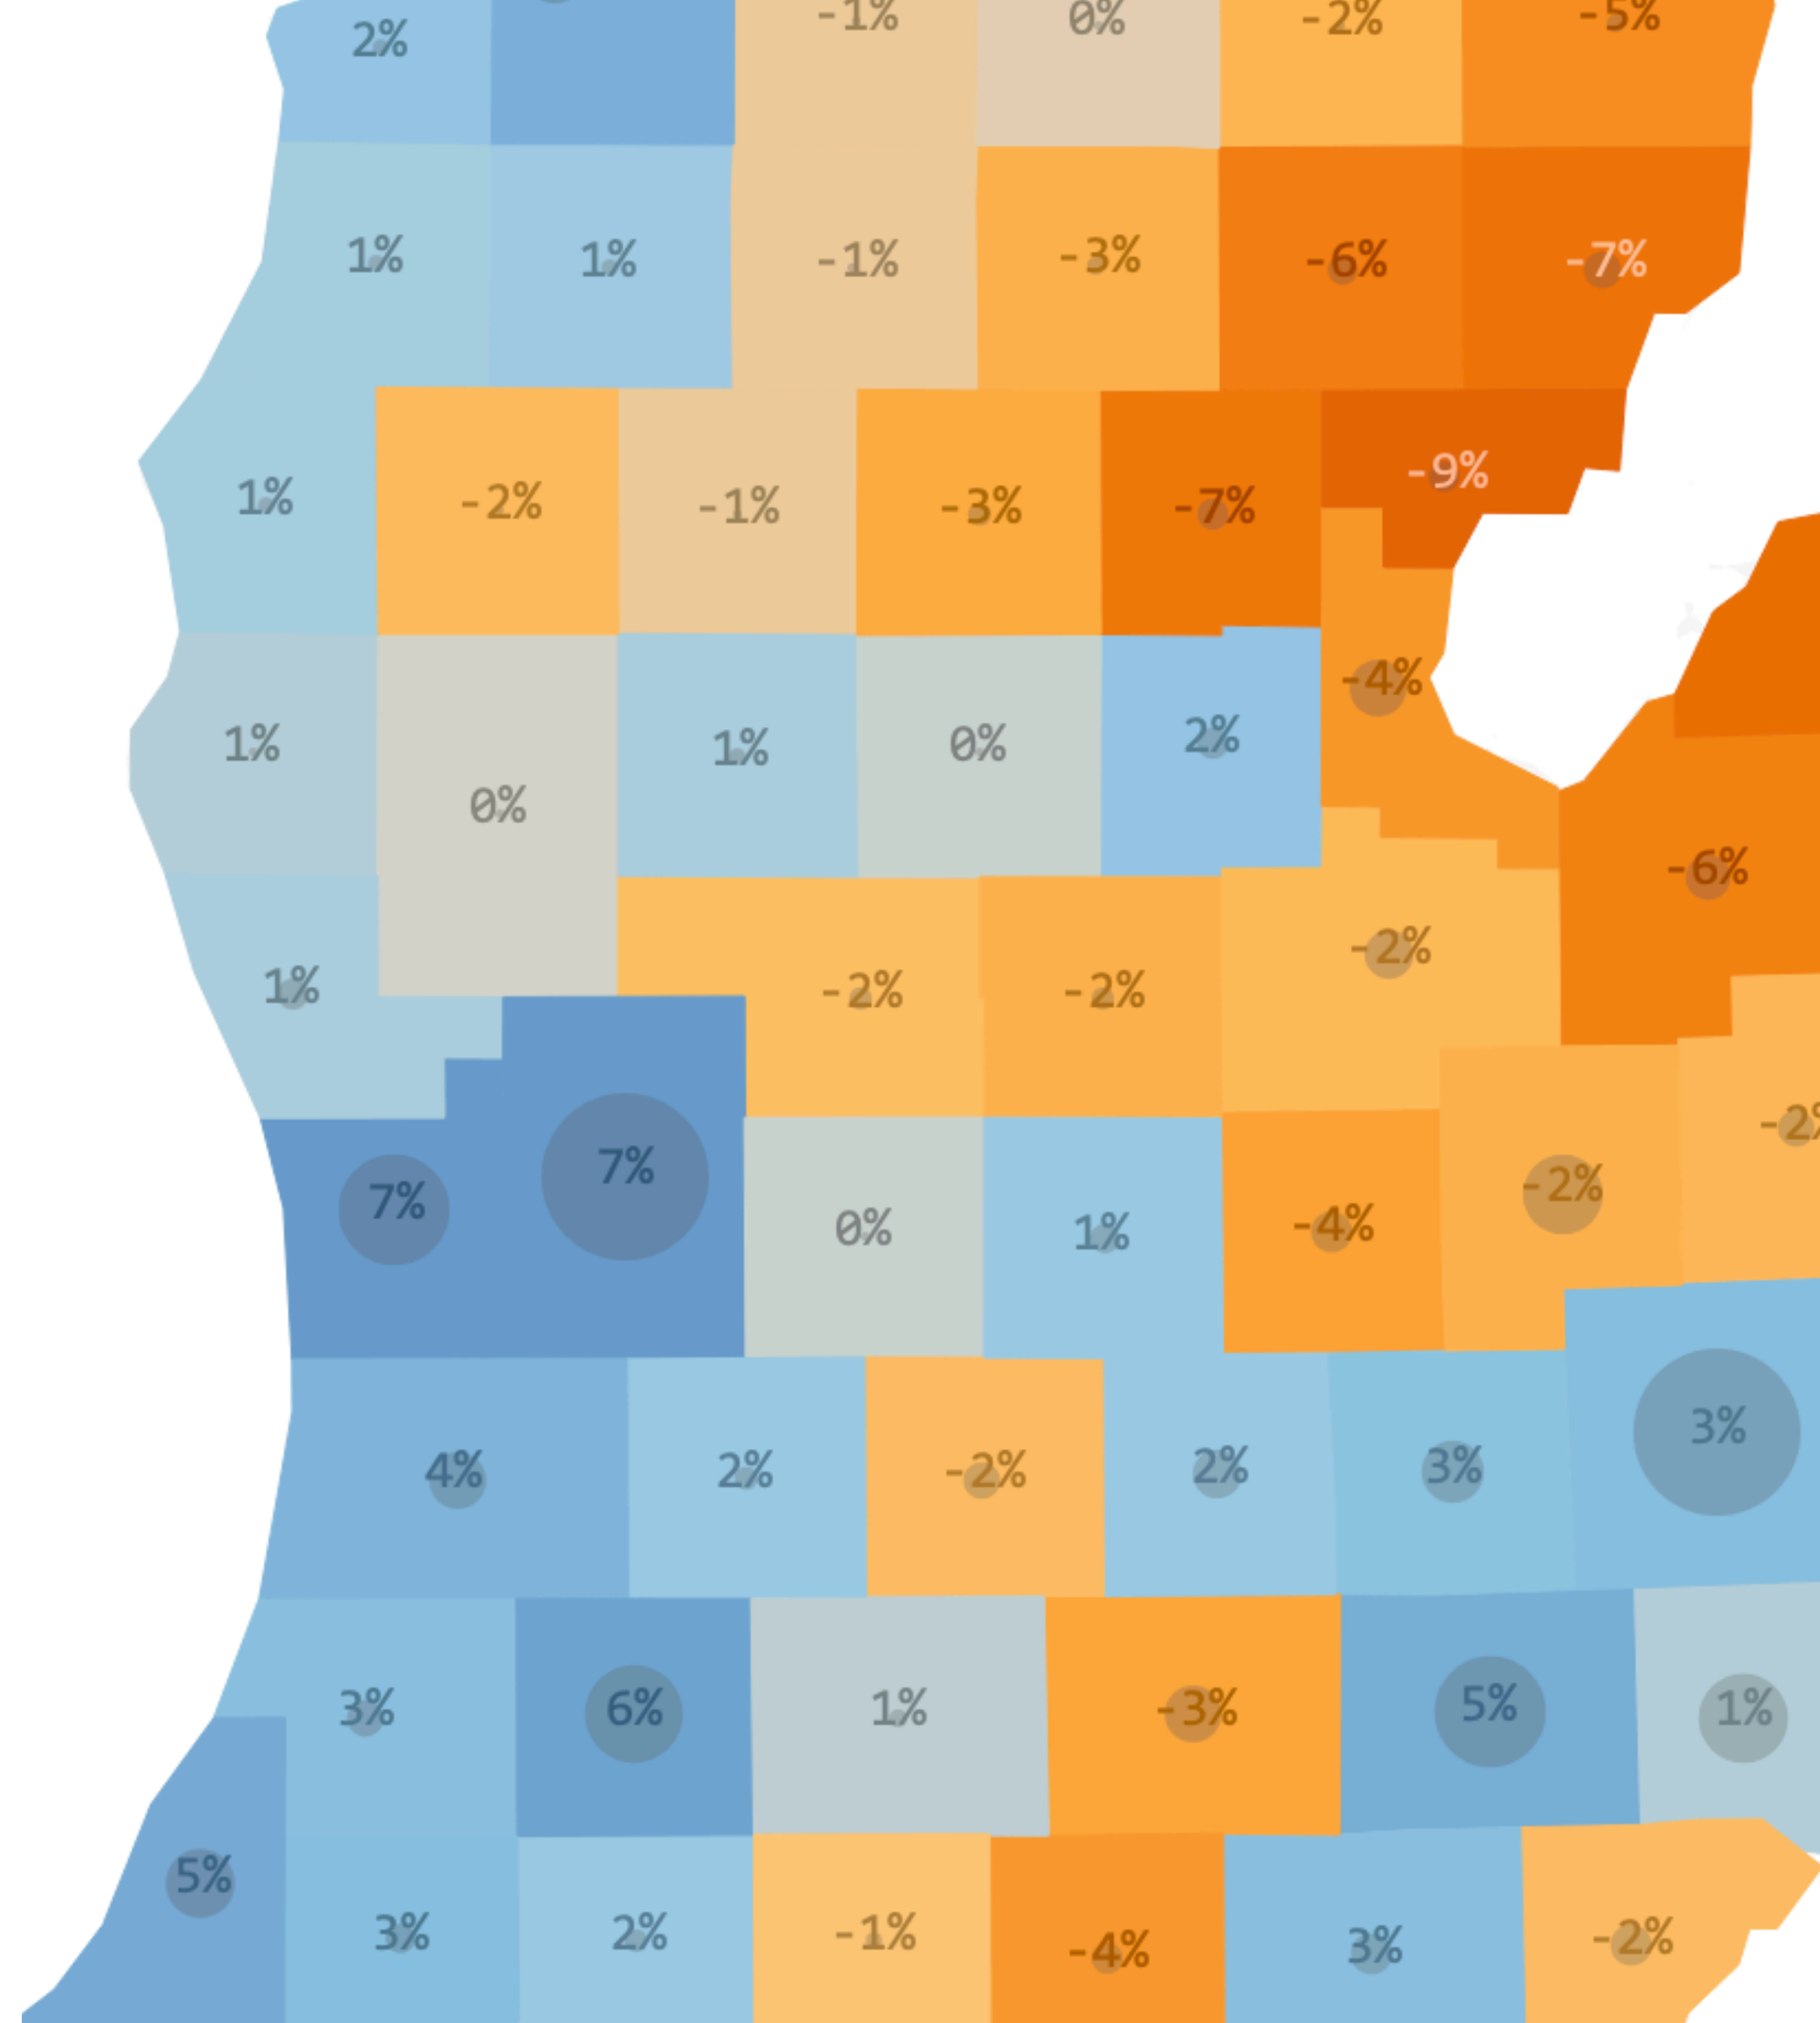 2% -1% 0% -2% -5%
1% 1% -1% -3% -6% -7%
1% -2% -1% -3% -7% -9%
1% 0% 1% 0% 2% -4%
-6%
1% -2% -2% -2%
-2%
7% 7% 0% 1% -4% -2%
4% 2% -2% 2% 3% 3%
3% 6% 1% -3% 5% 1%
5% 3% 2% -1% -4% 3% -2%